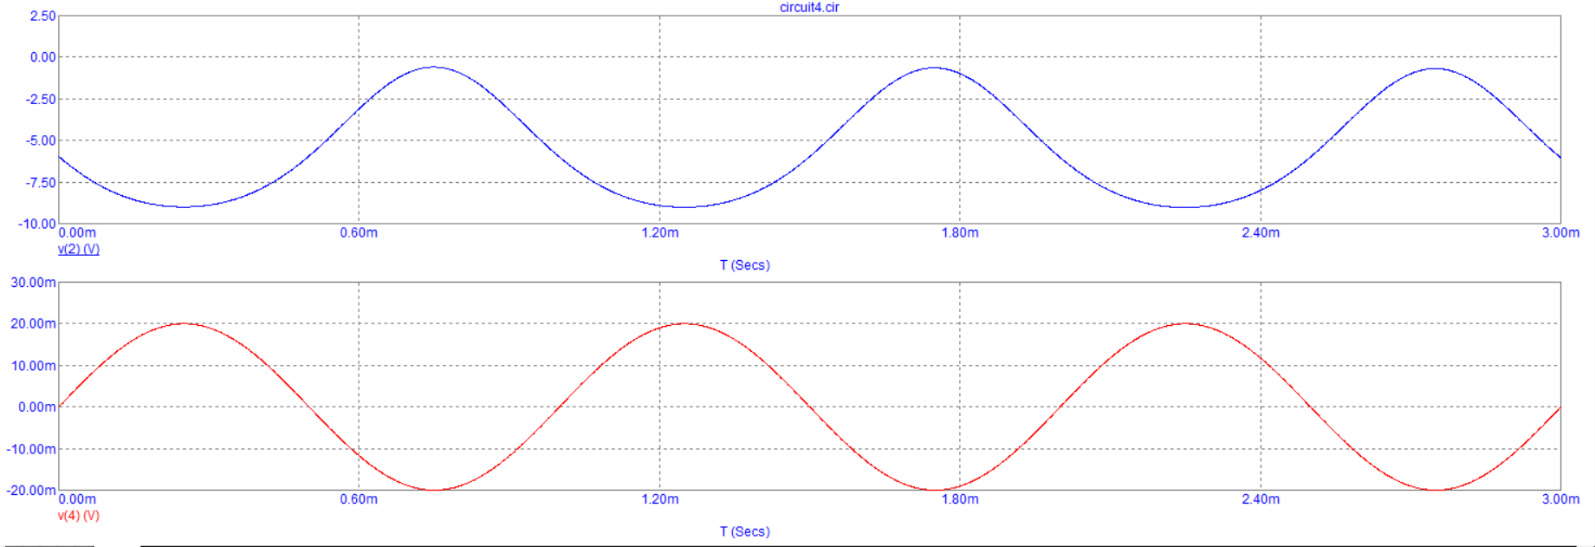 circuit4.cir
2.50
0.00
-2.50
-5.00
-7.50
-10.00
0.00m 0.60m 1.20m 1.80m 2.40m 3.00m
v(2) (V)
T (Secs)
30.00m
20.00m
10.00m
0.00m
-10.00m
-20.00m
0.00m 0.60m 1.20m 1.80m 2.40m 3.00m
v(4) (V)
T (Secs)